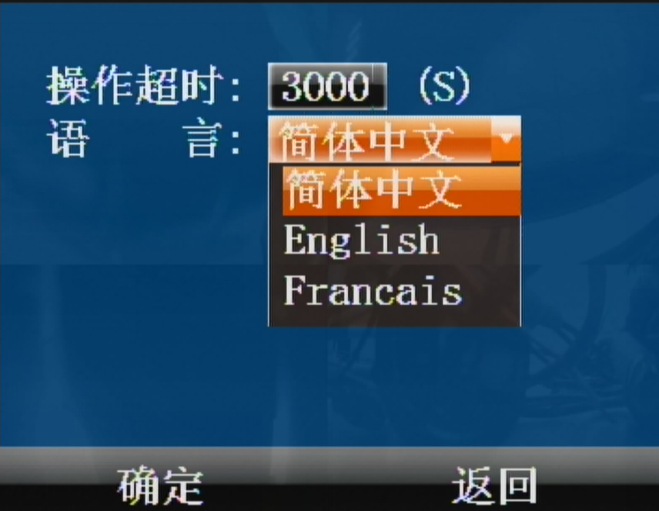 操作超时: 3000 (S)
语 言: 简体中文
简体中文
English
Francais
确定 返回